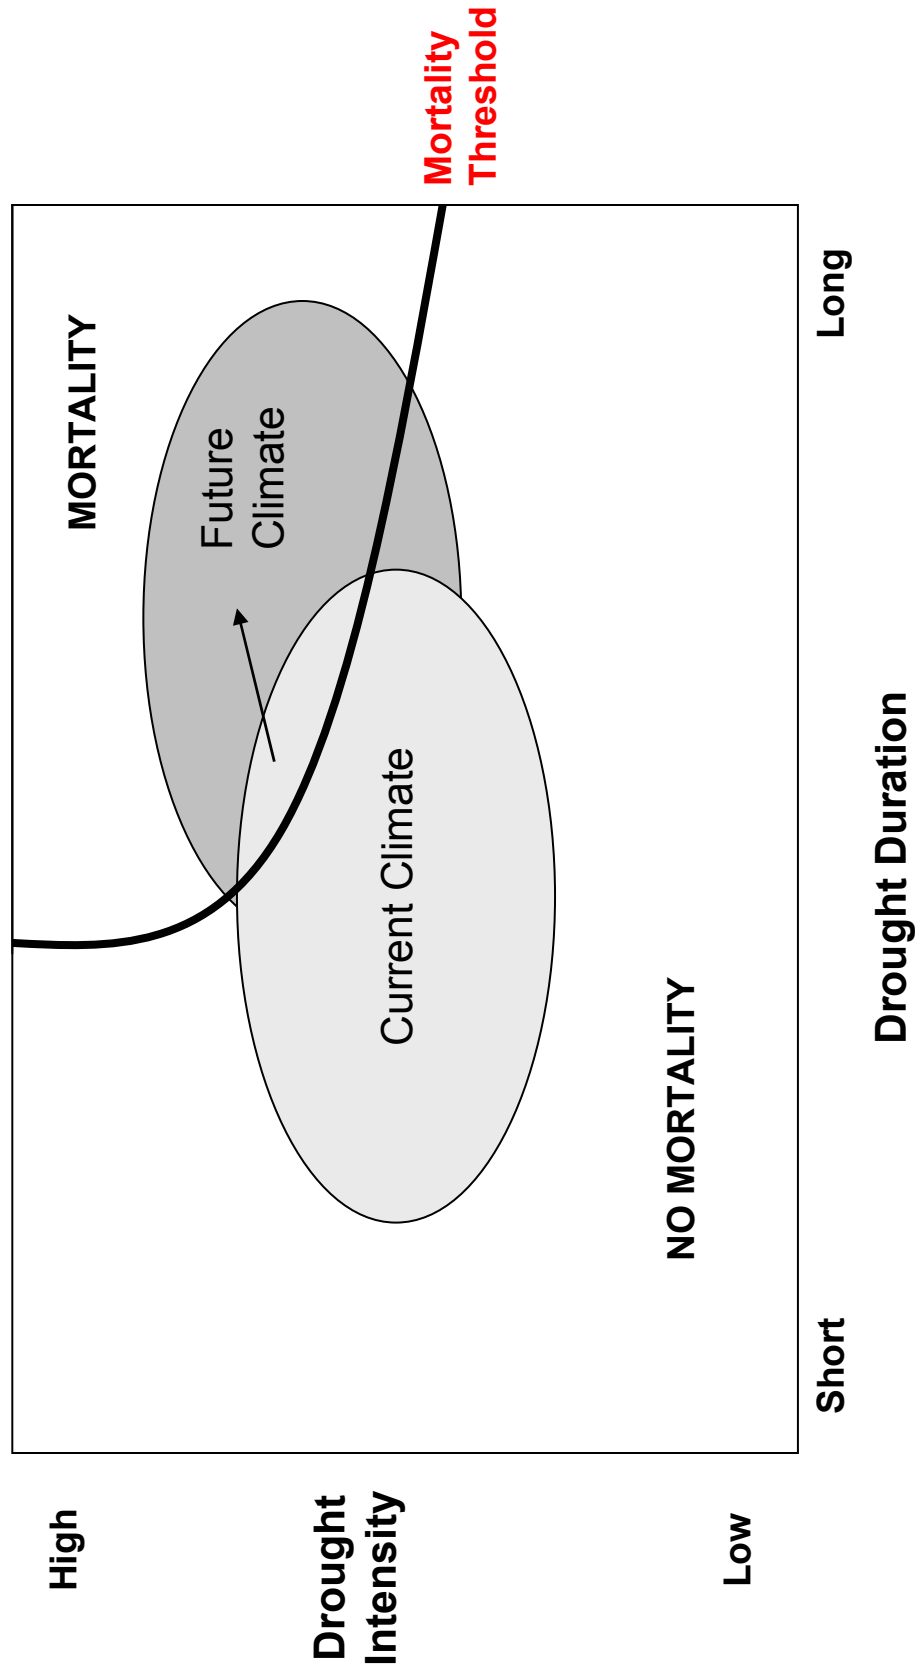 High
Drought
Intensity
Low
MORTALITY
Future
Climate
Current Climate
NO MORTALITY
Mortality
Threshold
Short
Long
Drought Duration